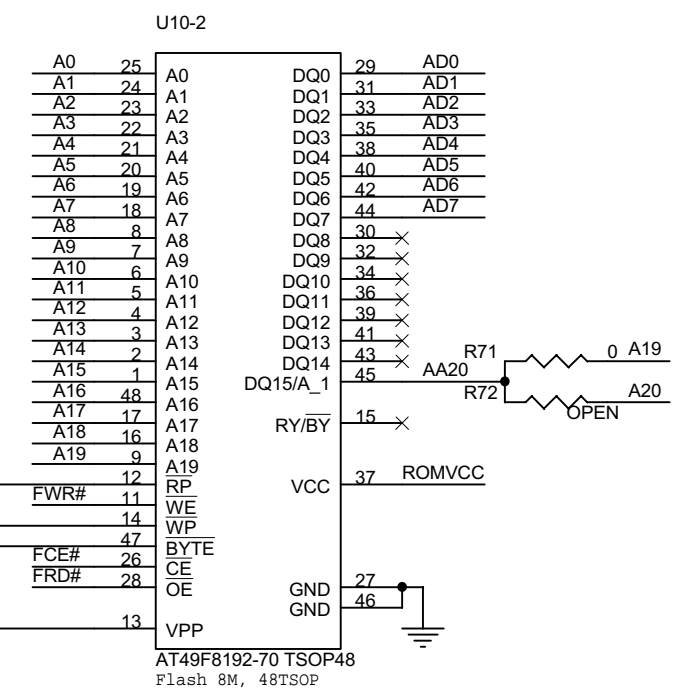 U10-2
A0 25 A0 DQ0 29 AD0
A1 24 A1 DQ1 31 AD1
A2 23 A2 DQ2 33 AD2
A3 22 A3 DQ3 35 AD3
A4 21 A4 DQ4 38 AD4
A5 20 A5 DQ5 40 AD5
A6 19 A6 DQ6 42 AD6
A7 18 A7 DQ7 44 AD7
A8 8 A8 DQ8 30
A9 7 A9 DQ9 32
A10 6 A10 DQ10 34
A11 5 A11 DQ11 36
A12 4 A12 DQ12 39
A13 3 A13 DQ13 41
A14 2 A14 DQ14 43 R71 0 A19
A15 1 A15 DQ15/A_1 45 AA20
A16 48 A16 R72 A20
A17 17 A17 RY/BY 15 OPEN
A18 16 A18
A19 9 A19
12 RP VCC 37 ROMVCC
FWR# 11 WE
14 WP
47 BYTE
FCE# 26 CE
FRD# 28 OE GND 27
GND 46
13 VPP
AT49F8192-70 TSOP48
Flash 8M, 48TSOP